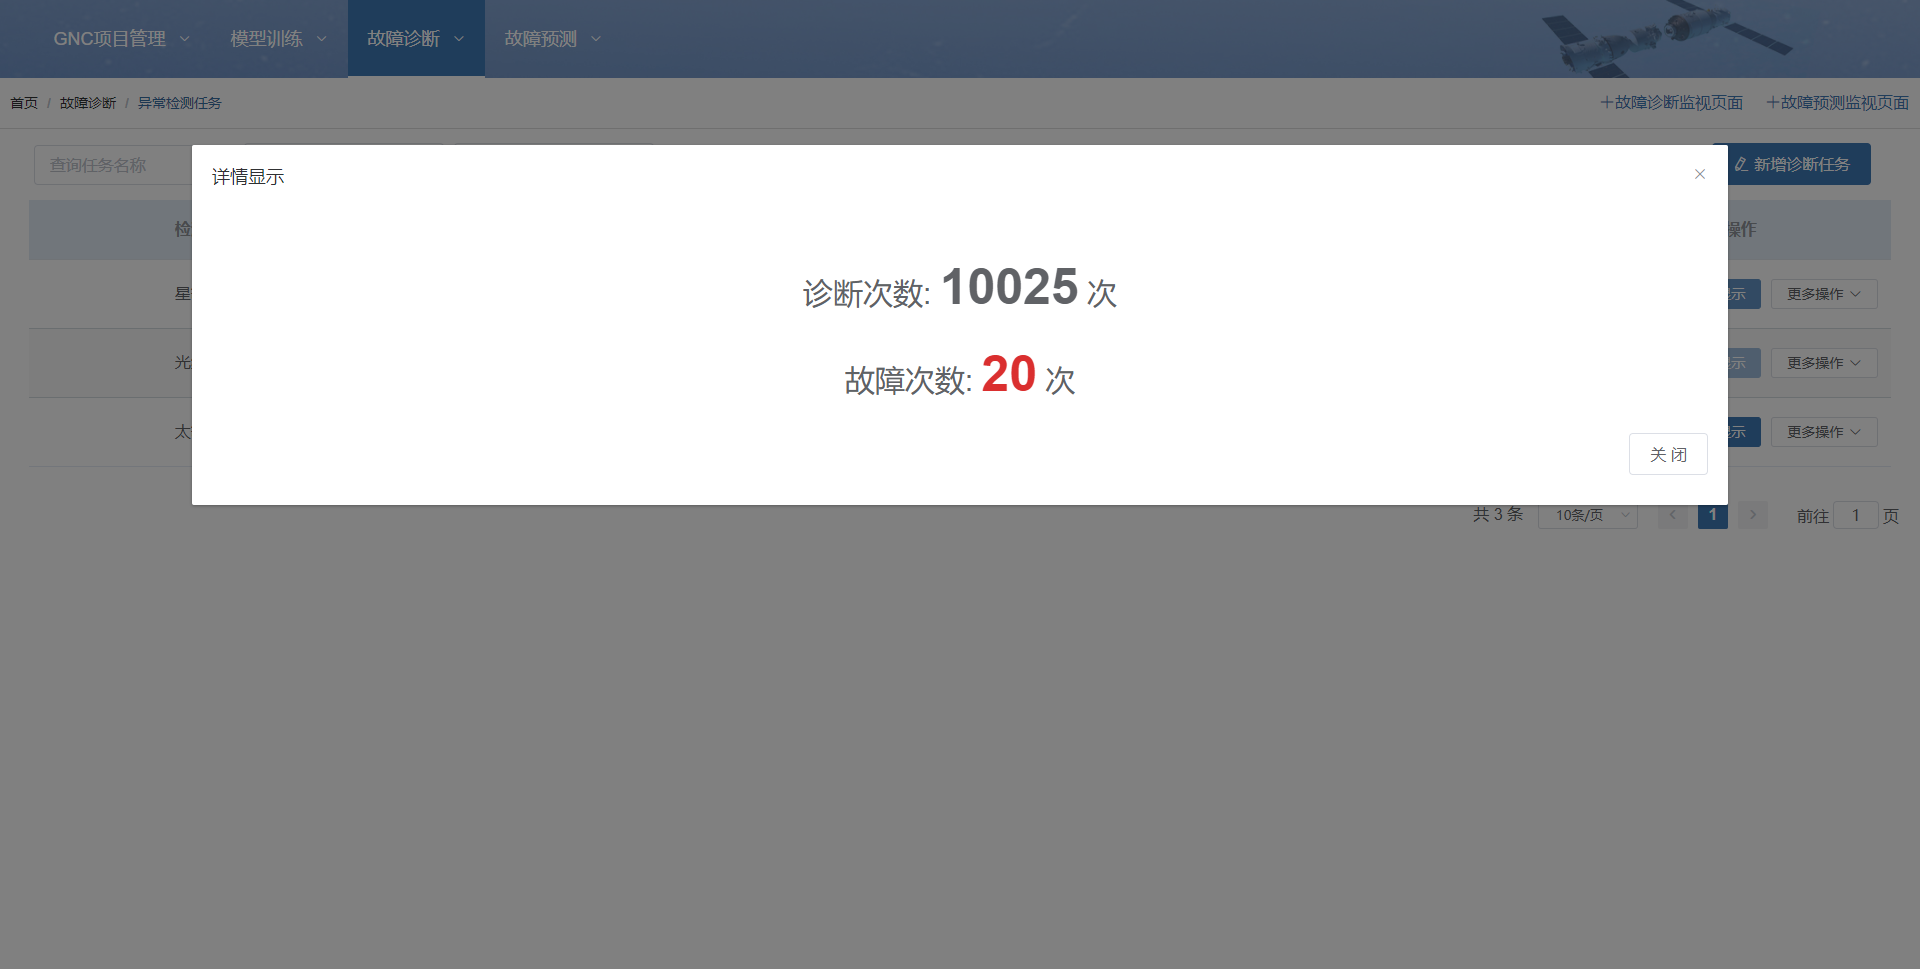 GNC项目管理 模型训练 故障诊断 故障预测
首页 / 故障诊断 / 异常检测任务 +故障诊断监视页面 +故障预测监视页面
查询任务名称 新增诊断任务
详情显示
检 操作
诊断次数: 10025 次
星 示 更多操作
光 示 更多操作
故障次数: 20 次
太 示 更多操作
关 闭
共 3 条 10条/页 1 前往 1 页